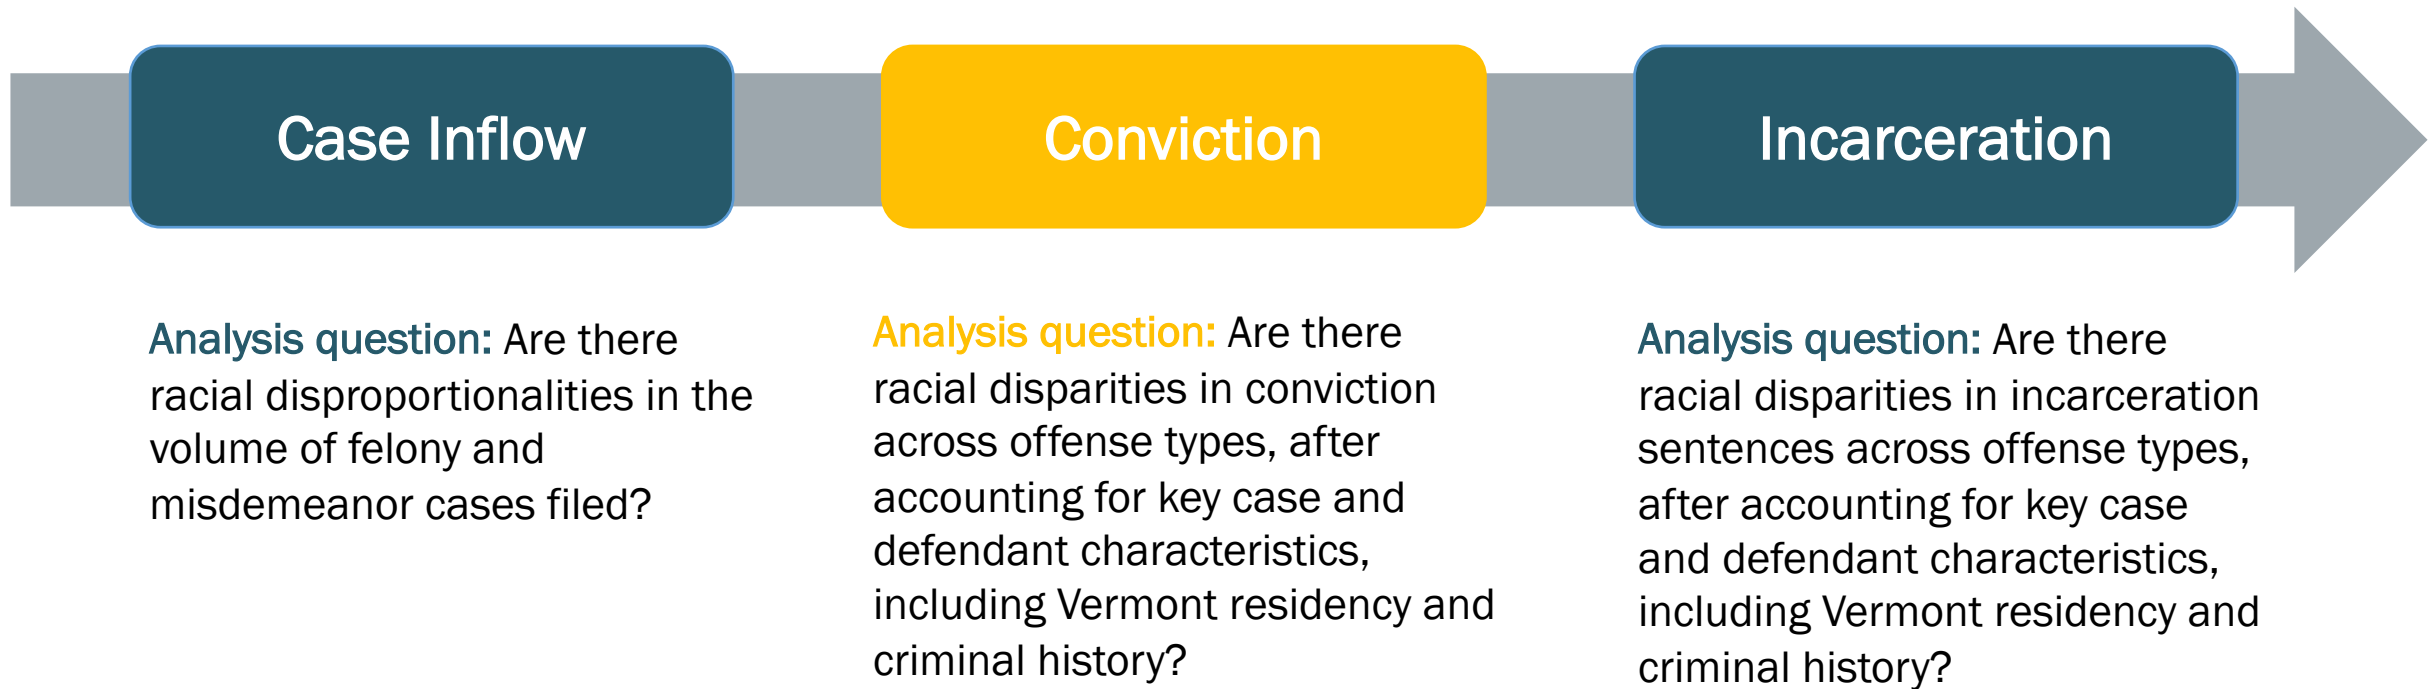 Case Inflow
Conviction
Incarceration
Analysis question: Are there
racial disproportionalities in the
volume of felony and
misdemeanor cases filed?
Analysis question: Are there
racial disparities in conviction
across offense types, after
accounting for key case and
defendant characteristics,
including Vermont residency and
criminal history?
Analysis question: Are there
racial disparities in incarceration
sentences across offense types,
after accounting for key case
and defendant characteristics,
including Vermont residency and
criminal history?